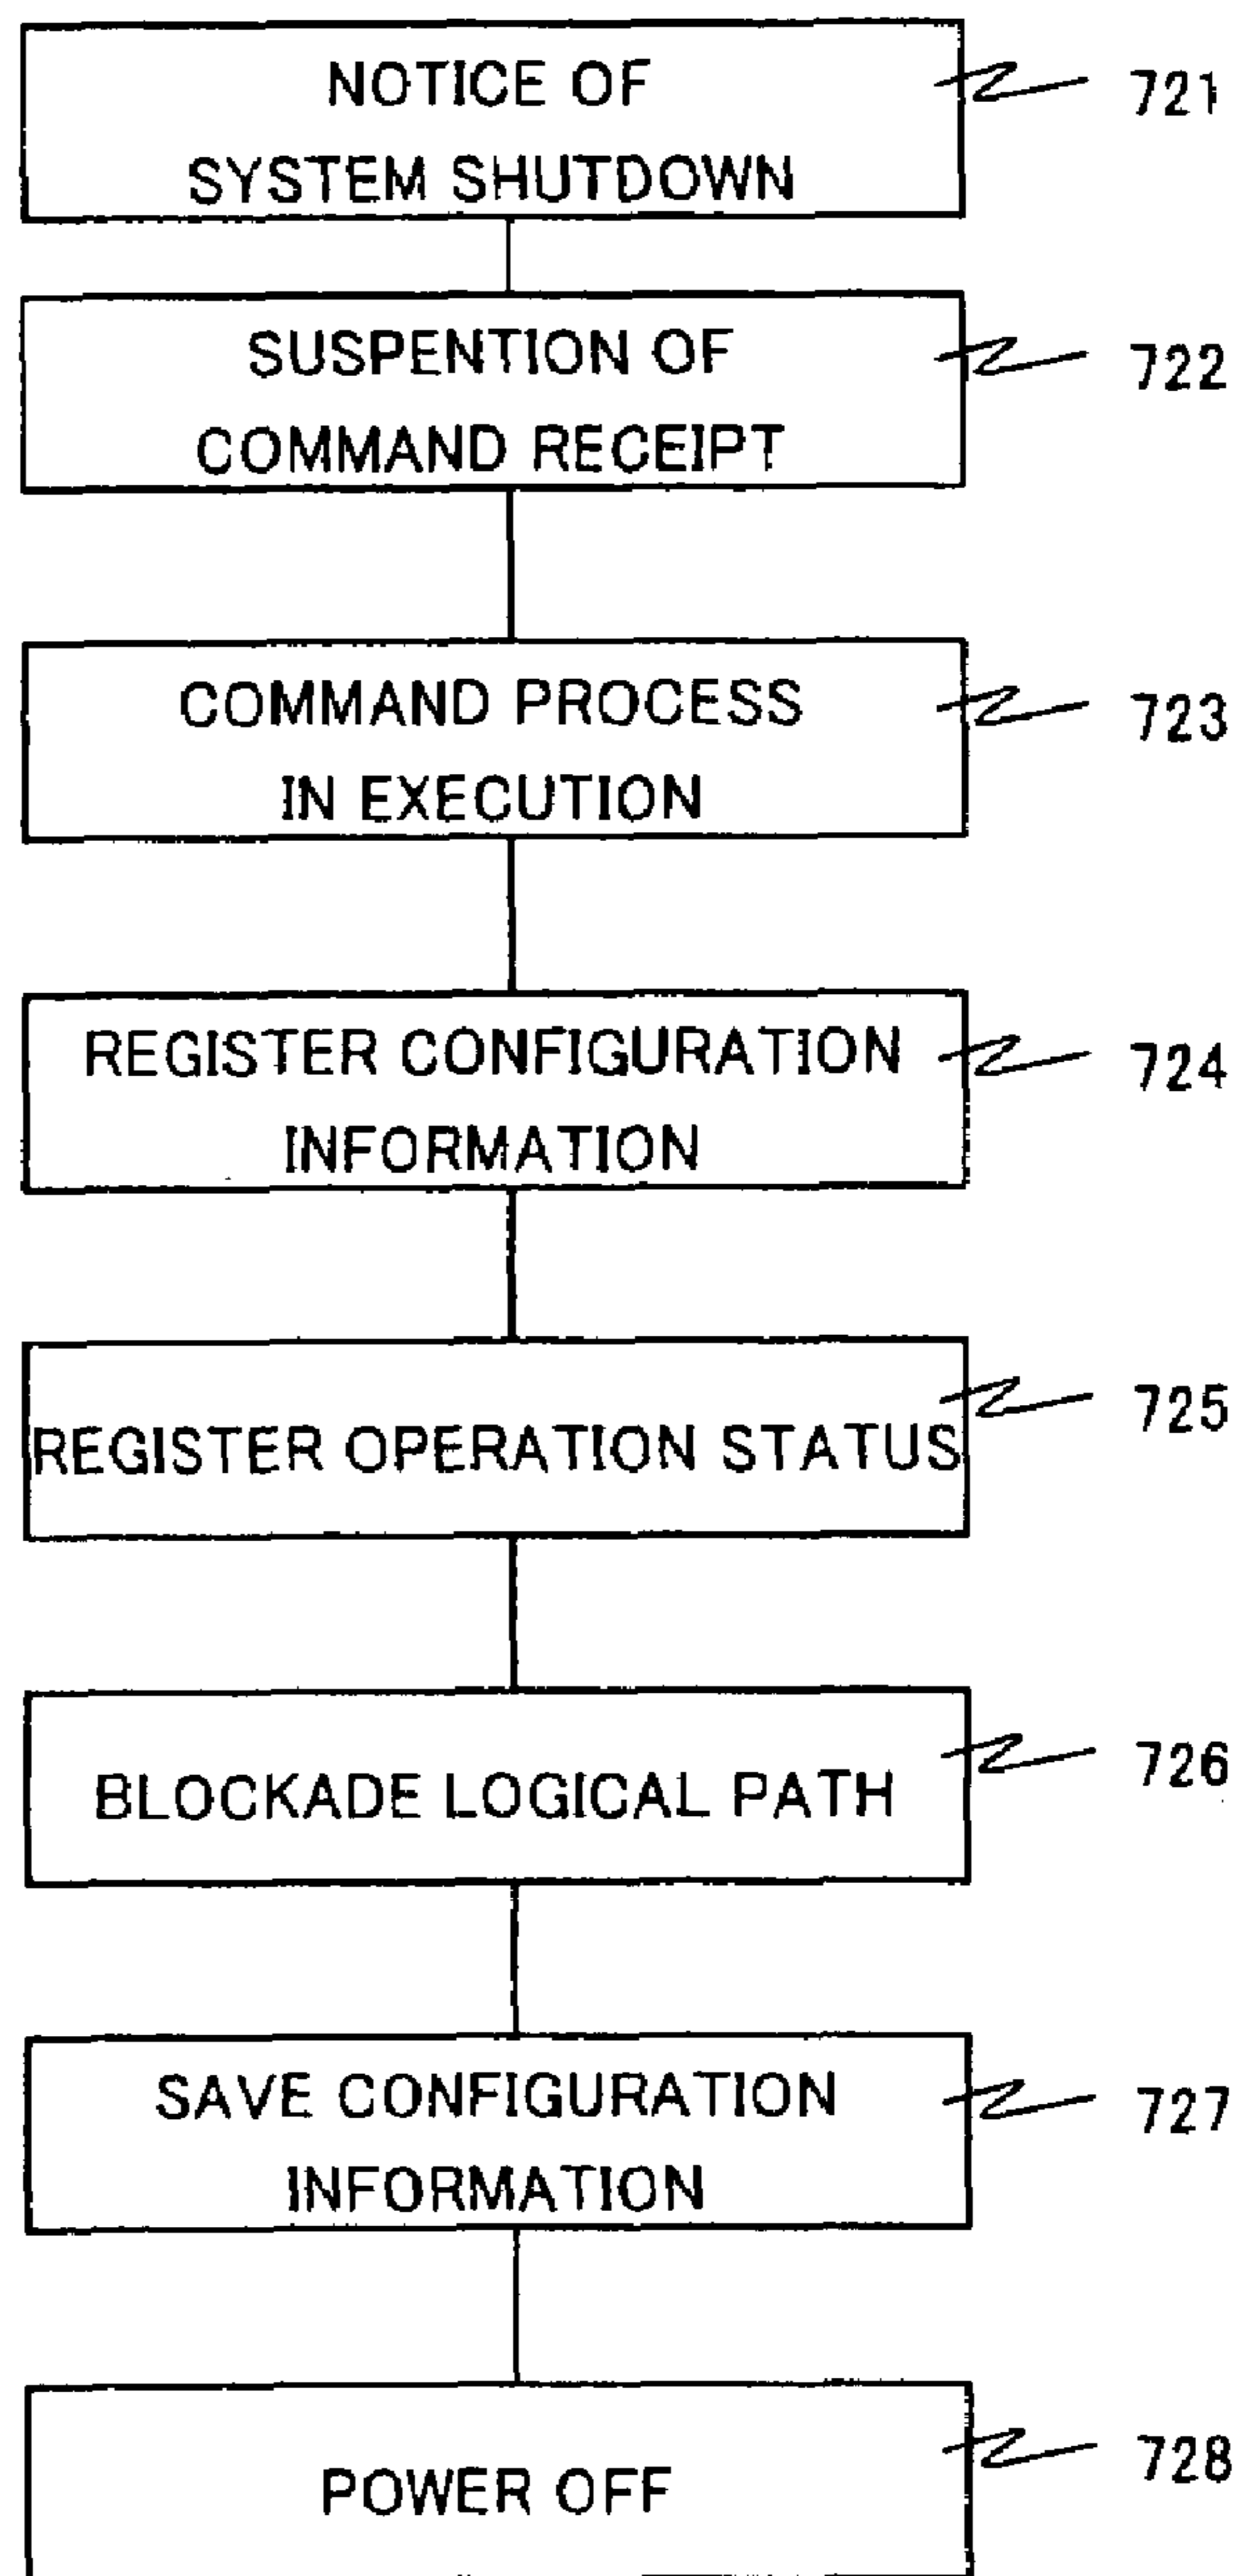 NOTICE OF
SYSTEM SHUTDOWN
721
SUSPENTION OF
COMMAND RECEIPT
722
COMMAND PROCESS
IN EXECUTION
723
REGISTER CONFIGURATION
INFORMATION
724
REGISTER OPERATION STATUS
725
BLOCKADE LOGICAL PATH
726
SAVE CONFIGURATION
INFORMATION
727
POWER OFF
728